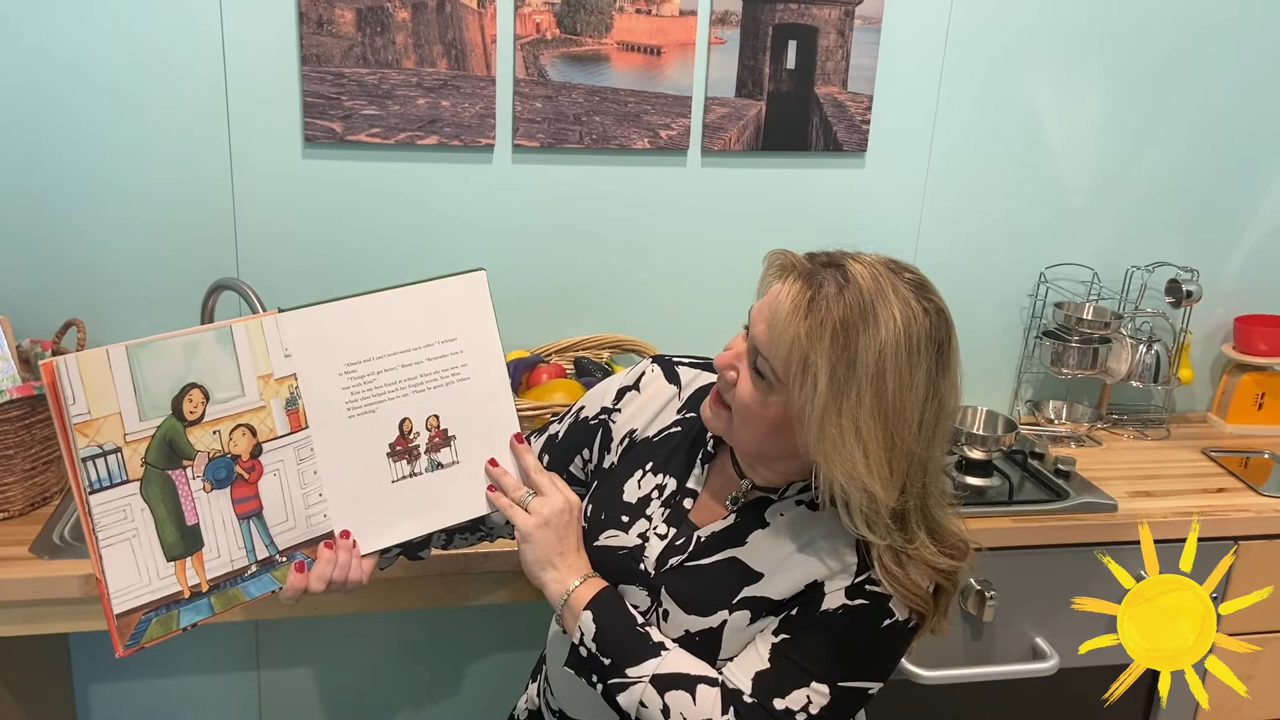 "Abuela and I can't understand each other," I whisper
to Mami.
"Things will get better," Mami says. "Remember how it
was with Kim?"
Kim is my best friend at school. When she was new, our
whole class helped teach her English words. Now Miss
Wilson sometimes has to say, "Please be quiet, girls. Others
are working."